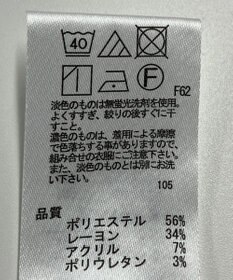 40
F
F62
淡色のものは無蛍光洗剤を使用。
よくすすぎ、絞りの後すぐに干
すこと。
濃色のものは、着用による摩擦
で色落ちする事がありますので、
組み合せの衣服にご注意下さい。
また、淡色のものとは別にお洗
い下さい。
105
品質
ポリエステル 56%
レーヨン 34%
アクリル 7%
ポリウレタン 3%